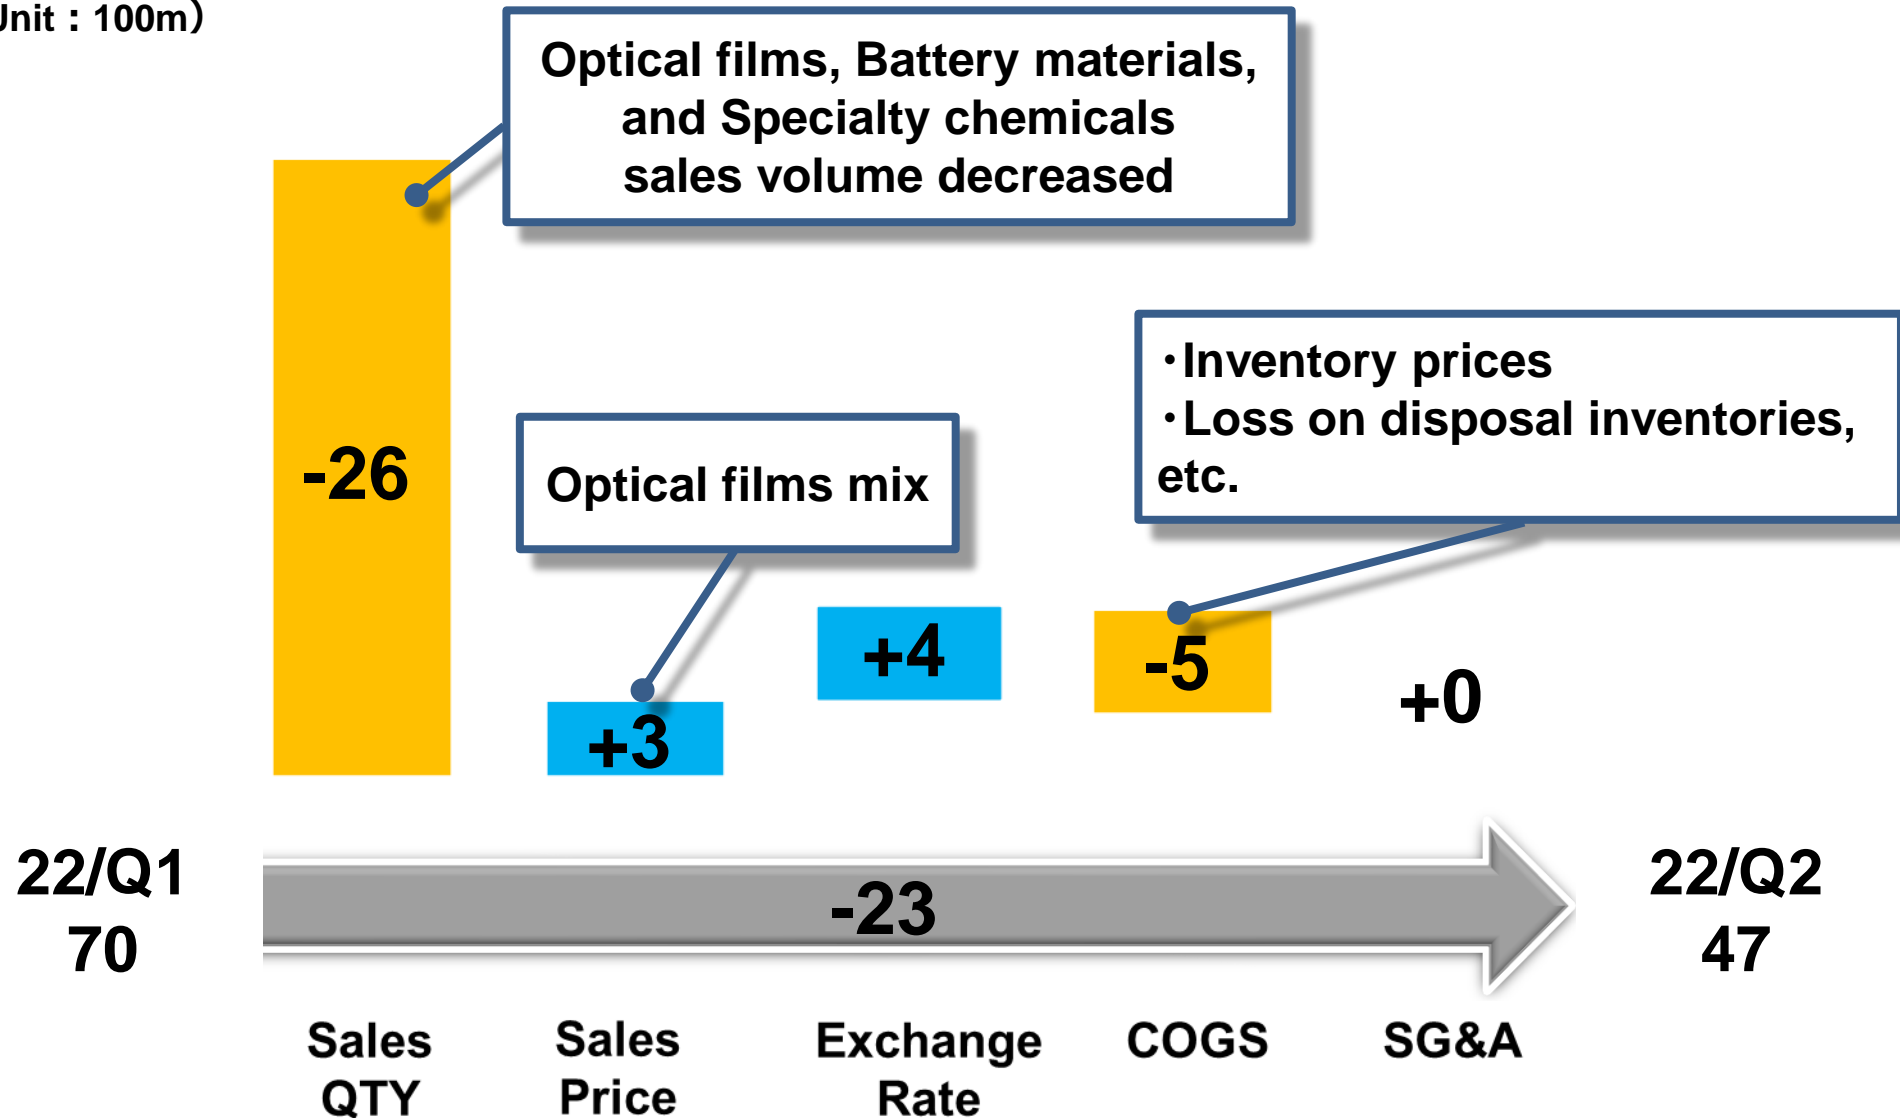 Unit：100m）
Optical films, Battery materials,
and Specialty chemicals
sales volume decreased
-26
Optical films mix
・Inventory prices
・Loss on disposal inventories,
etc.
+3
+4
-5
+0
22/Q1
70
-23
22/Q2
47
Sales
QTY
Sales
Price
Exchange
Rate
COGS
SG&A